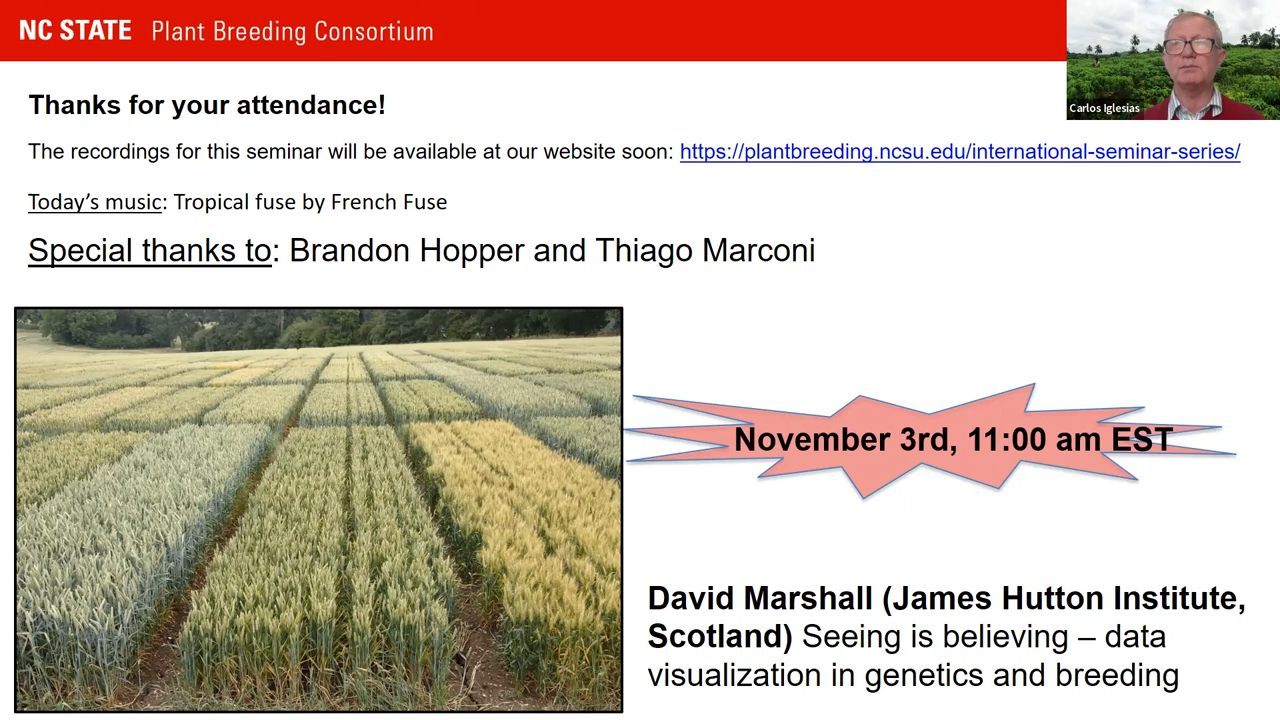 NC STATE Plant Breeding Consortium
Carlos Iglesias
Thanks for your attendance!
The recordings for this seminar will be available at our website soon: https://plantbreeding.ncsu.edu/international-seminar-series/
Today’s music: Tropical fuse by French Fuse
Special thanks to: Brandon Hopper and Thiago Marconi
November 3rd, 11:00 am EST
David Marshall (James Hutton Institute,
Scotland) Seeing is believing – data
visualization in genetics and breeding